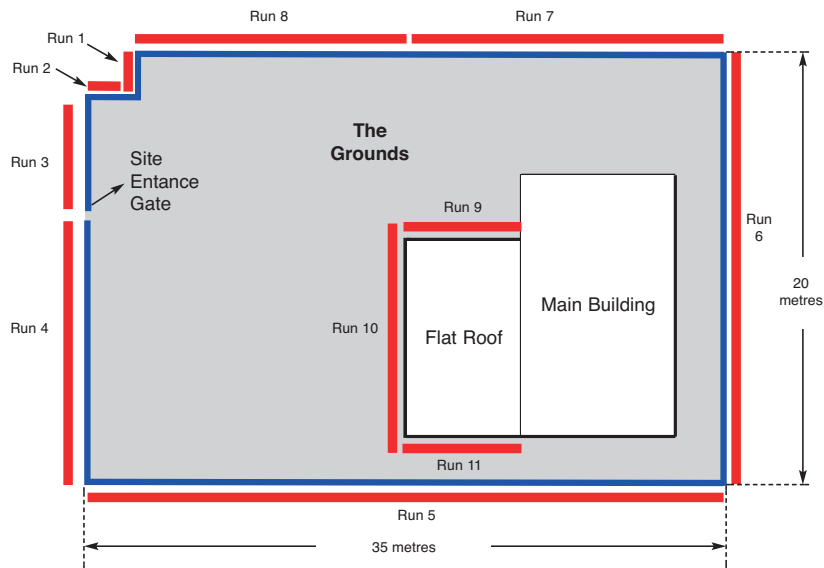 Run 8
Run 7
Run 1
Run 2
The
Grounds
Run 3
Site
Entance
Gate
Run 9
Run
6
20
metres
Main Building
Run 4
Run 10
Flat Roof
Run 11
Run 5
35 metres